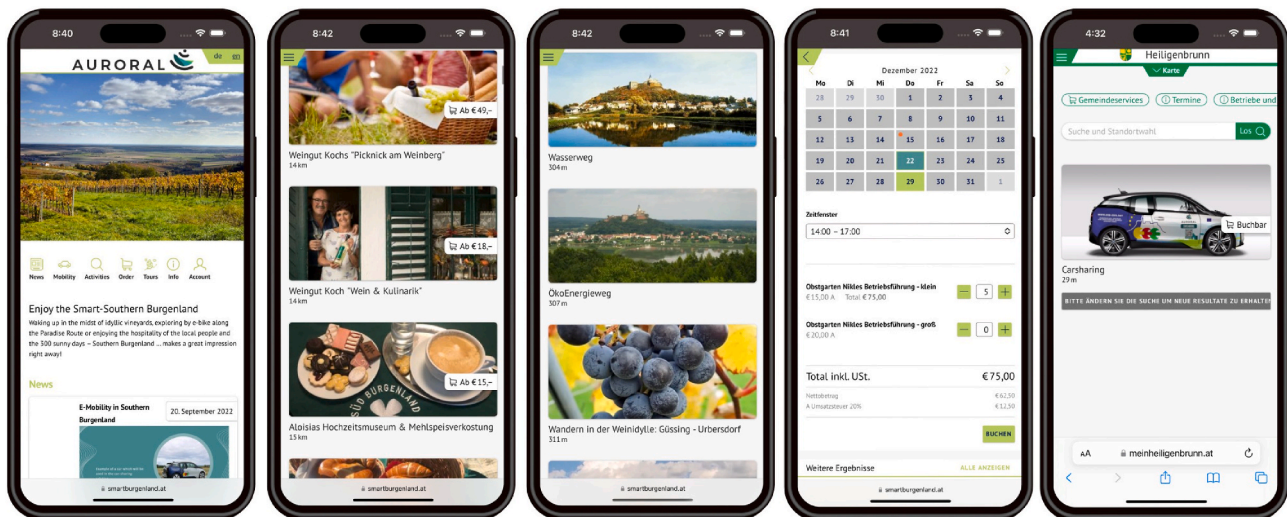 8:40
AURORAL
de en
News Mobility Activities Order Tours Info Account
Enjoy the Smart-Southern Burgenland
Waking up in the midst of idyllic vineyards, exploring by e-bike along
the Paradise Route or enjoying the hospitality of the local people and
the 300 sunny days – Southern Burgenland ... makes a great impression
right away!
News
E-Mobility in Southern
Burgenland
20. September 2022
smartburgenland.at
8:42
Ab €49,-
Weingut Kochs "Picknick am Weinberg"
14 km
Ab €18,-
Weingut Koch "Wein & Kulinarik"
14 km
SÜD BURGENLAND
Ab €15,-
Aloisias Hochzeitsmuseum & Mehlspeisverkostung
15 km
smartburgenland.at
8:42
Wasserweg
304 m
ÖkoEnergieweg
307 m
Wandern in der Weinidylle: Güssing - Urbersdorf
311 m
smartburgenland.at
8:41
Dezember 2022
Mo Di Mi Do Fr Sa So
28 29 30 1 2 3 4
5 6 7 8 9 10 11
12 13 14 15 16 17 18
19 20 21 22 23 24 25
26 27 28 29 30 31 1
Zeitfenster
14:00 – 17:00
Obstgarten Nikles Betriebsführung - klein
€15,00 A Total €75,00
5
Obstgarten Nikles Betriebsführung - groß
€20,00 A
0
Total inkl. USt. €75,00
Nettobetrag €62,50
A Umsatzsteuer 20% €12,50
BUCHEN
Weitere Ergebnisse ALLE ANZEIGEN
smartburgenland.at
4:32
Heiligenbrunn
Karte
Gemeindeservices Termine Betriebe und
Suche und Standortwahl Los
Buchbar
Carsharing
29 m
BITTE ÄNDERN SIE DIE SUCHE UM NEUE RESULTATE ZU ERHALTEN
AA meinheiligenbrunn.at